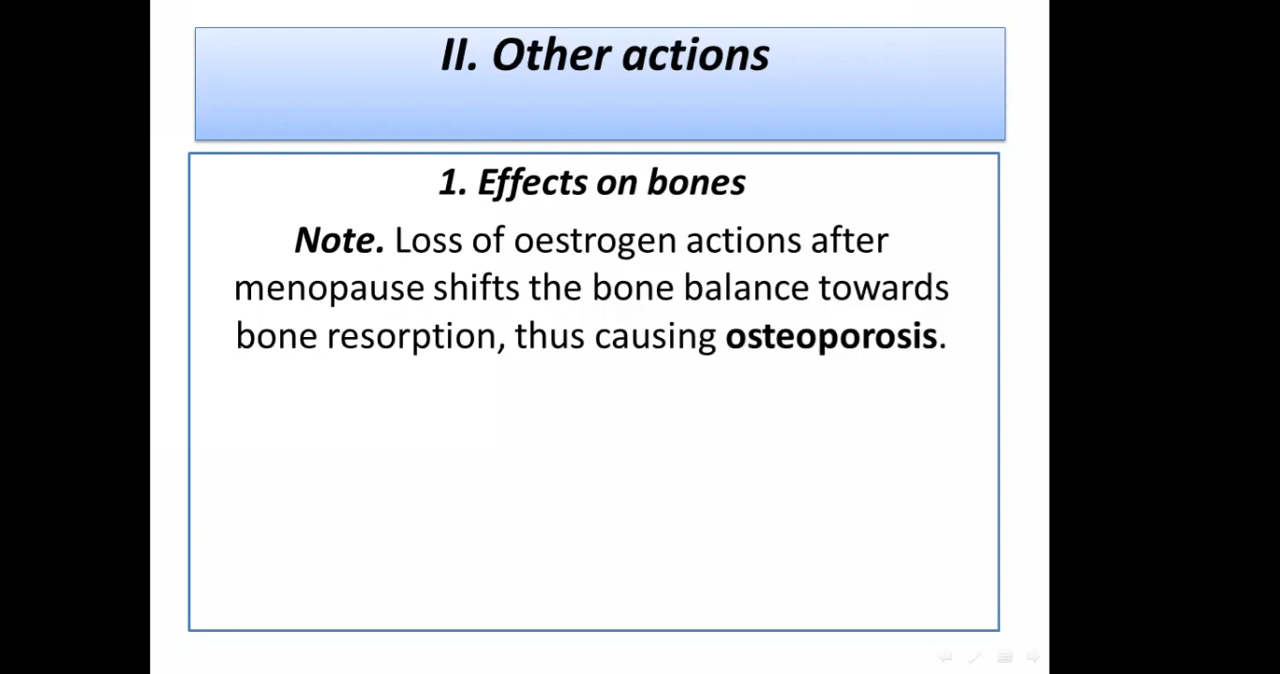 II. Other actions
1. Effects on bones
Note. Loss of oestrogen actions after
menopause shifts the bone balance towards
bone resorption, thus causing osteoporosis.